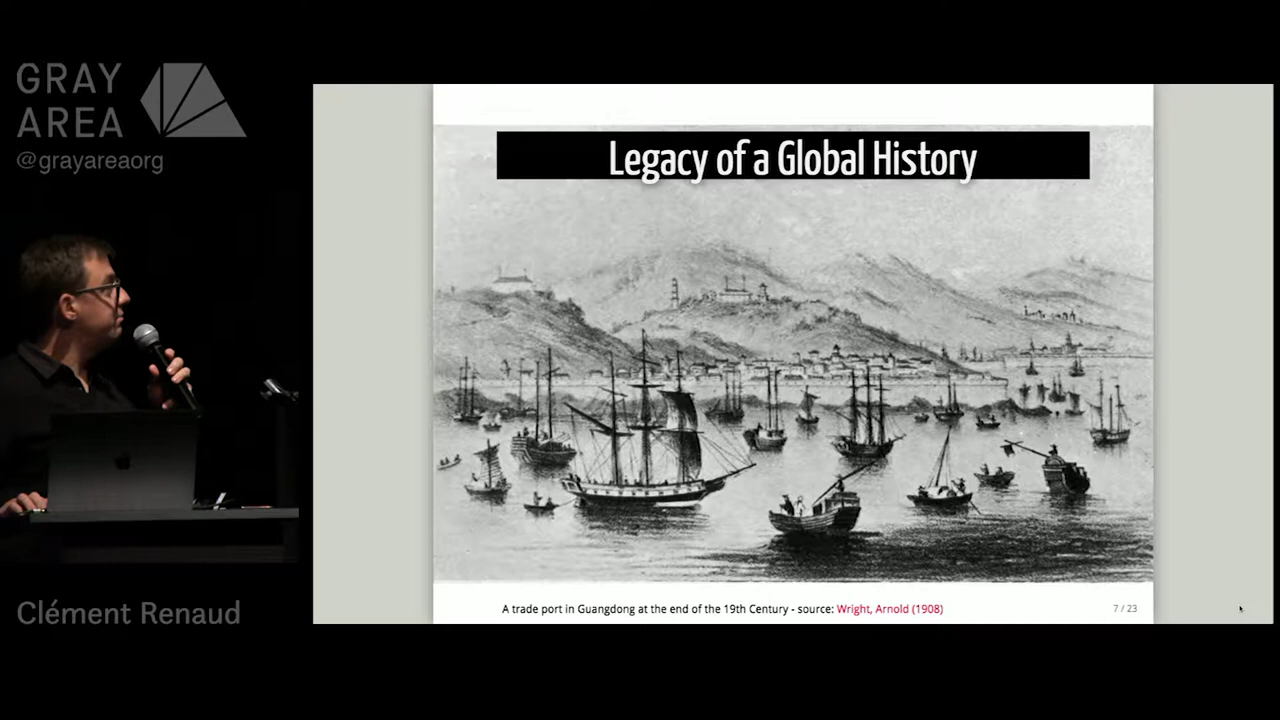 GRAY
AREA
@grayareaorg
Legacy of a Global History
A trade port in Guangdong at the end of the 19th Century - source: Wright, Arnold (1908)
7 / 23
Clément Renaud